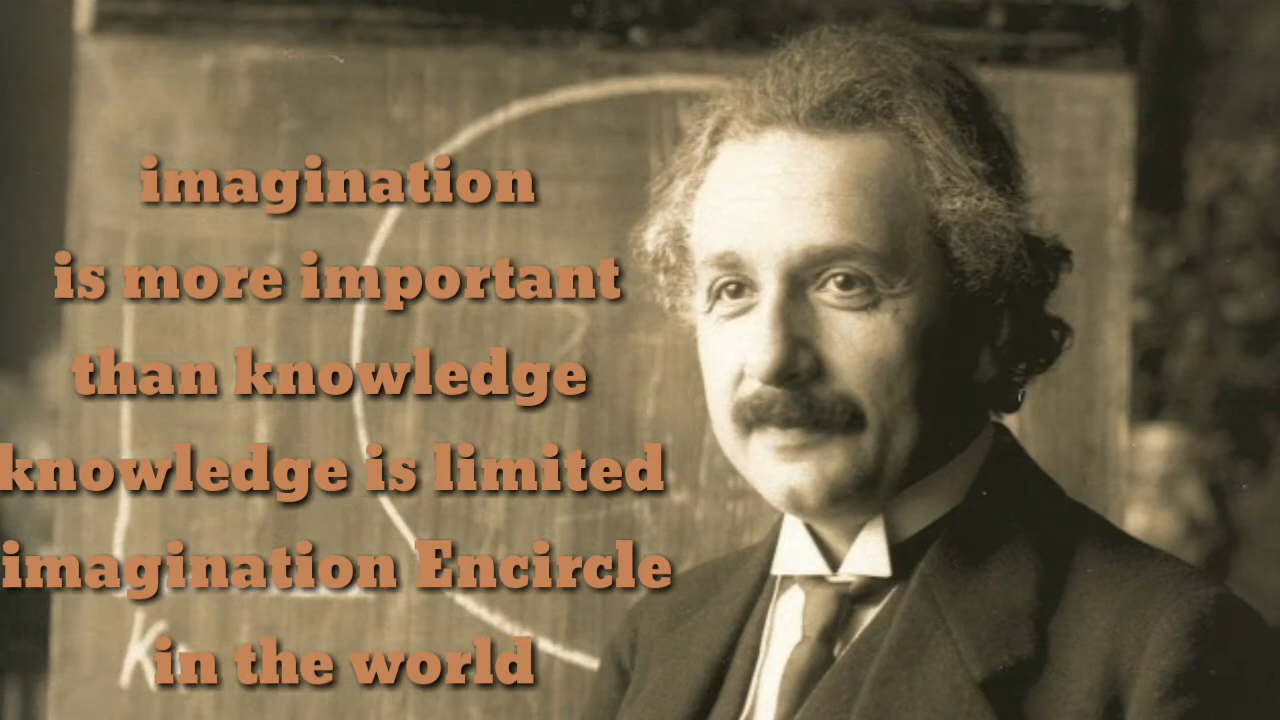 imagination
is more important
than knowledge
knowledge is limited
imagination Encircle
in the world
K